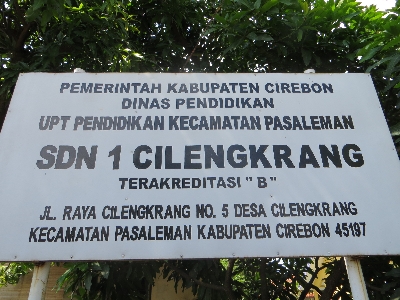 PEMERINTAH KABUPATEN CIREBON
DINAS PENDIDIKAN
UPT PENDIDIKAN KECAMATAN PASALEMAN
SDN 1 CILENGKRANG
TERAKREDITASI " B "
JL. RAYA CILENGKRANG NO. 5 DESA CILENGKRANG
KECAMATAN PASALEMAN KABUPATEN CIREBON 45197